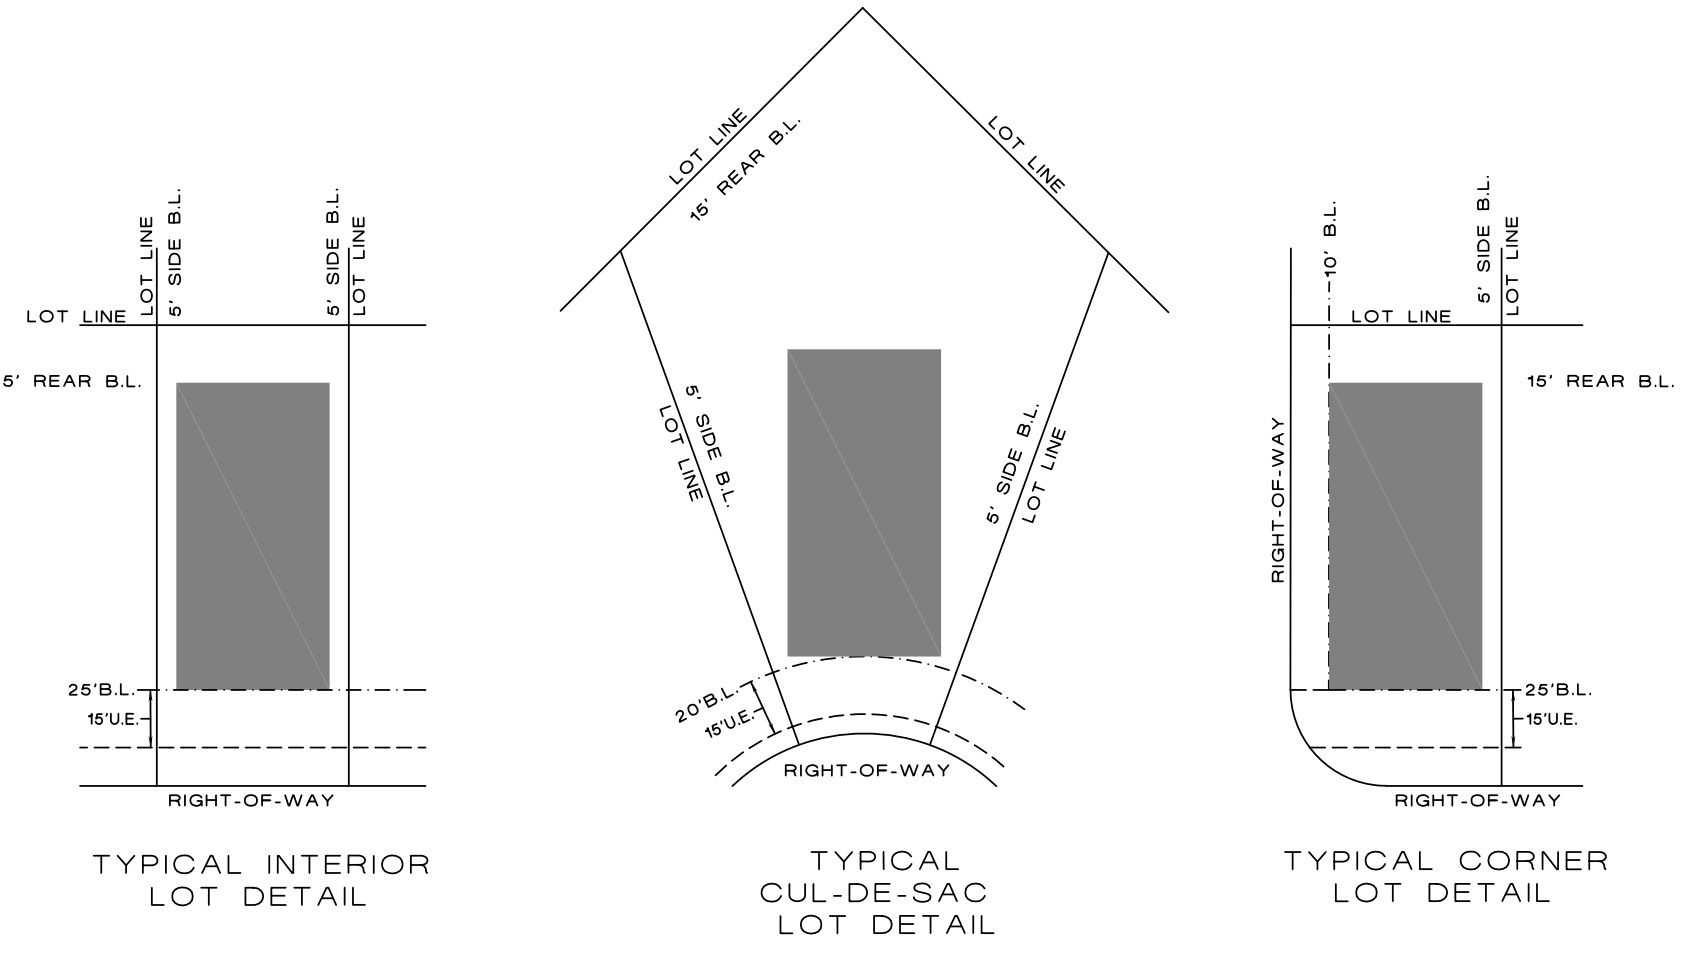 LOT LINE
5' SIDE B.L.
5' SIDE B.L.
LOT LINE
LOT LINE
5' REAR B.L.
25'B.L.
15'U.E.
RIGHT-OF-WAY
TYPICAL INTERIOR
LOT DETAIL
LOT LINE
15' REAR B.L.
LOT LINE
5' SIDE B.L.
LOT LINE
5' SIDE B.L.
LOT LINE
20'B.L.
15'U.E.
RIGHT-OF-WAY
TYPICAL
CUL-DE-SAC
LOT DETAIL
10' B.L.
5' SIDE B.L.
LOT LINE
LOT LINE
15' REAR B.L.
RIGHT-OF-WAY
25'B.L.
15'U.E.
RIGHT-OF-WAY
TYPICAL CORNER
LOT DETAIL